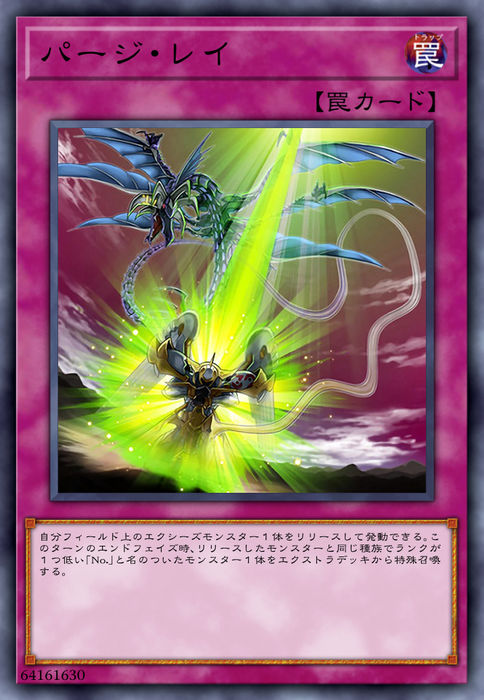 パージ・レイ
トラップ
罠
【罠カード】
自分フィールド上のエクシーズモンスター１体をリリースして発動できる。こ
のターンのエンドフェイズ時、リリースしたモンスターと同じ種族でランクが
１つ低い「No.」と名のついたモンスター１体をエクストラデッキから特殊召喚
する。
64161630